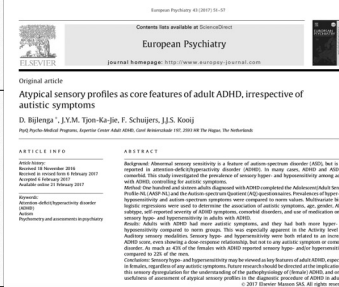 European Psychiatry 43 (2017) 51–57
Contents lists available at ScienceDirect
European Psychiatry
journal homepage: http://www.europsy-journal.com
ELSEVIER
Original article
Atypical sensory profiles as core features of adult ADHD, irrespective of
autistic symptoms
D. Bijlenga *, J.Y.M. Tjon-Ka-Jie, F. Schuijers, J.J.S. Kooij
PsyQ Psycho Medical Programs, Expertise Center Adult ADHD, Carel Reinierszkade 197, 2593 HR The Hague, The Netherlands
ARTICLE INFO
Article history:
Received 18 November 2016
Received in revised form 6 February 2017
Accepted 6 February 2017
Available online 21 February 2017
Keywords:
Attention deficit/hyperactivity disorder
(ADHD)
Autism
Psychometry and assessments in psychiatry
ABSTRACT
Background: Abnormal sensory sensitivity is a feature of autism-spectrum disorder (ASD), but is
reported in attention-deficit/hyperactivity disorder (ADHD). In many cases, ADHD and ASD
comorbid. This study investigated the prevalence of sensory hyper- and hyposensitivity among
with ADHD, controlling for autistic symptoms.
Method: One hundred and sixteen adults diagnosed with ADHD completed the Adolescent/Adult Sen
Profile-NL (AASP-NL) and the Autism-spectrum Quotient (AQ) questionnaires. Prevalences of hyper-
hyposensitivity and autism-spectrum symptoms were compared to norm values. Multivariate
logistic regression were used to determine the association of autistic symptoms, age, gender,
subtype, self-reported severity of ADHD symptoms, comorbid disorders, and use of medication on
sensory hypo- and hypersensitivity in adults with ADHD.
Results: Adults with ADHD had more autistic symptoms, and they had both more hyper-
hyposensitivity compared to norm groups. This was especially apparent in the Activity level
Auditory sensory modalities. Sensory hypo- and hypersensitivity were both related to an incre
ADHD score, even showing a dose-response relationship, but not to any autistic symptom or como
disorder. As much as 43% of the females with ADHD reported sensory hypo- and/or hypersensiti
compared to 22% of the men.
Conclusions: Sensory hypo- and hypersensitivity may be viewed as key features of adult ADHD, espec
in females, regardless of any autistic symptoms. Future research should be directed at the implicatio
this sensory dysregulation for the understanding of the pathophysiology of (female) ADHD, and o
usefulness of assessment of atypical sensory profiles in the diagnostic procedure of ADHD in adu
© 2017 Elsevier Masson SAS. All rights reser